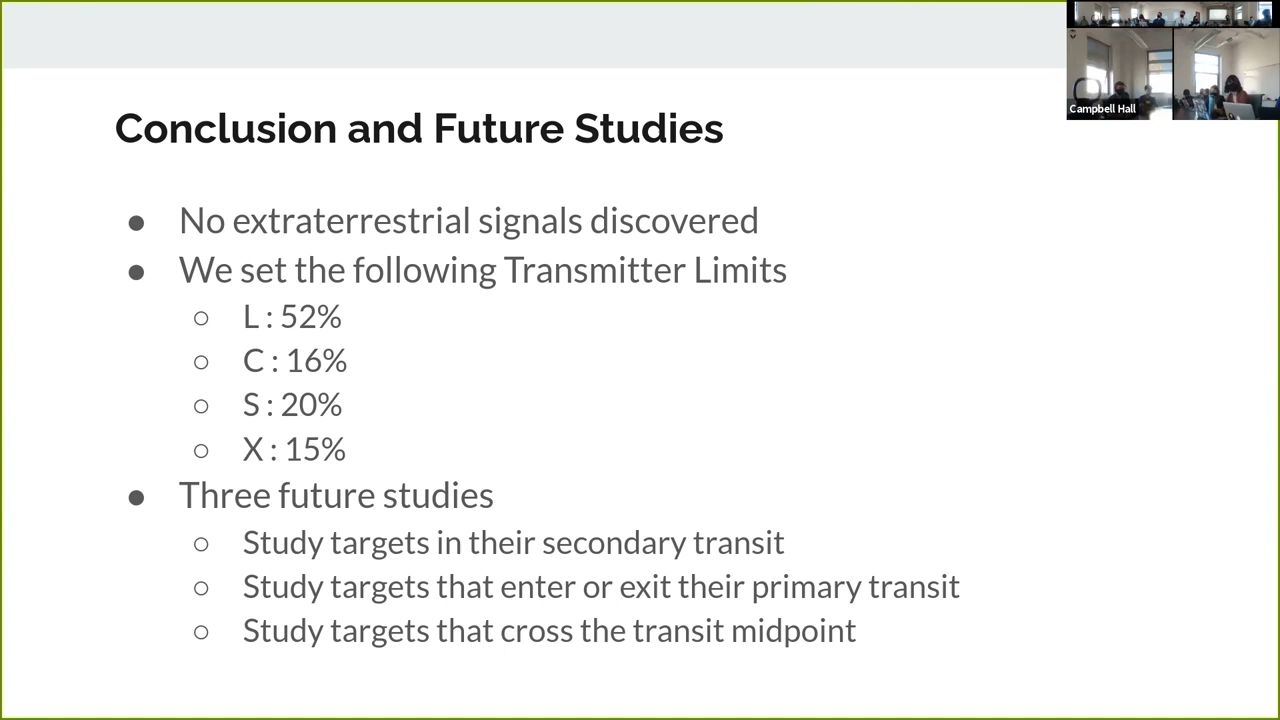 Campbell Hall
Conclusion and Future Studies
● No extraterrestrial signals discovered
● We set the following Transmitter Limits
○ L : 52%
○ C : 16%
○ S : 20%
○ X : 15%
● Three future studies
○ Study targets in their secondary transit
○ Study targets that enter or exit their primary transit
○ Study targets that cross the transit midpoint